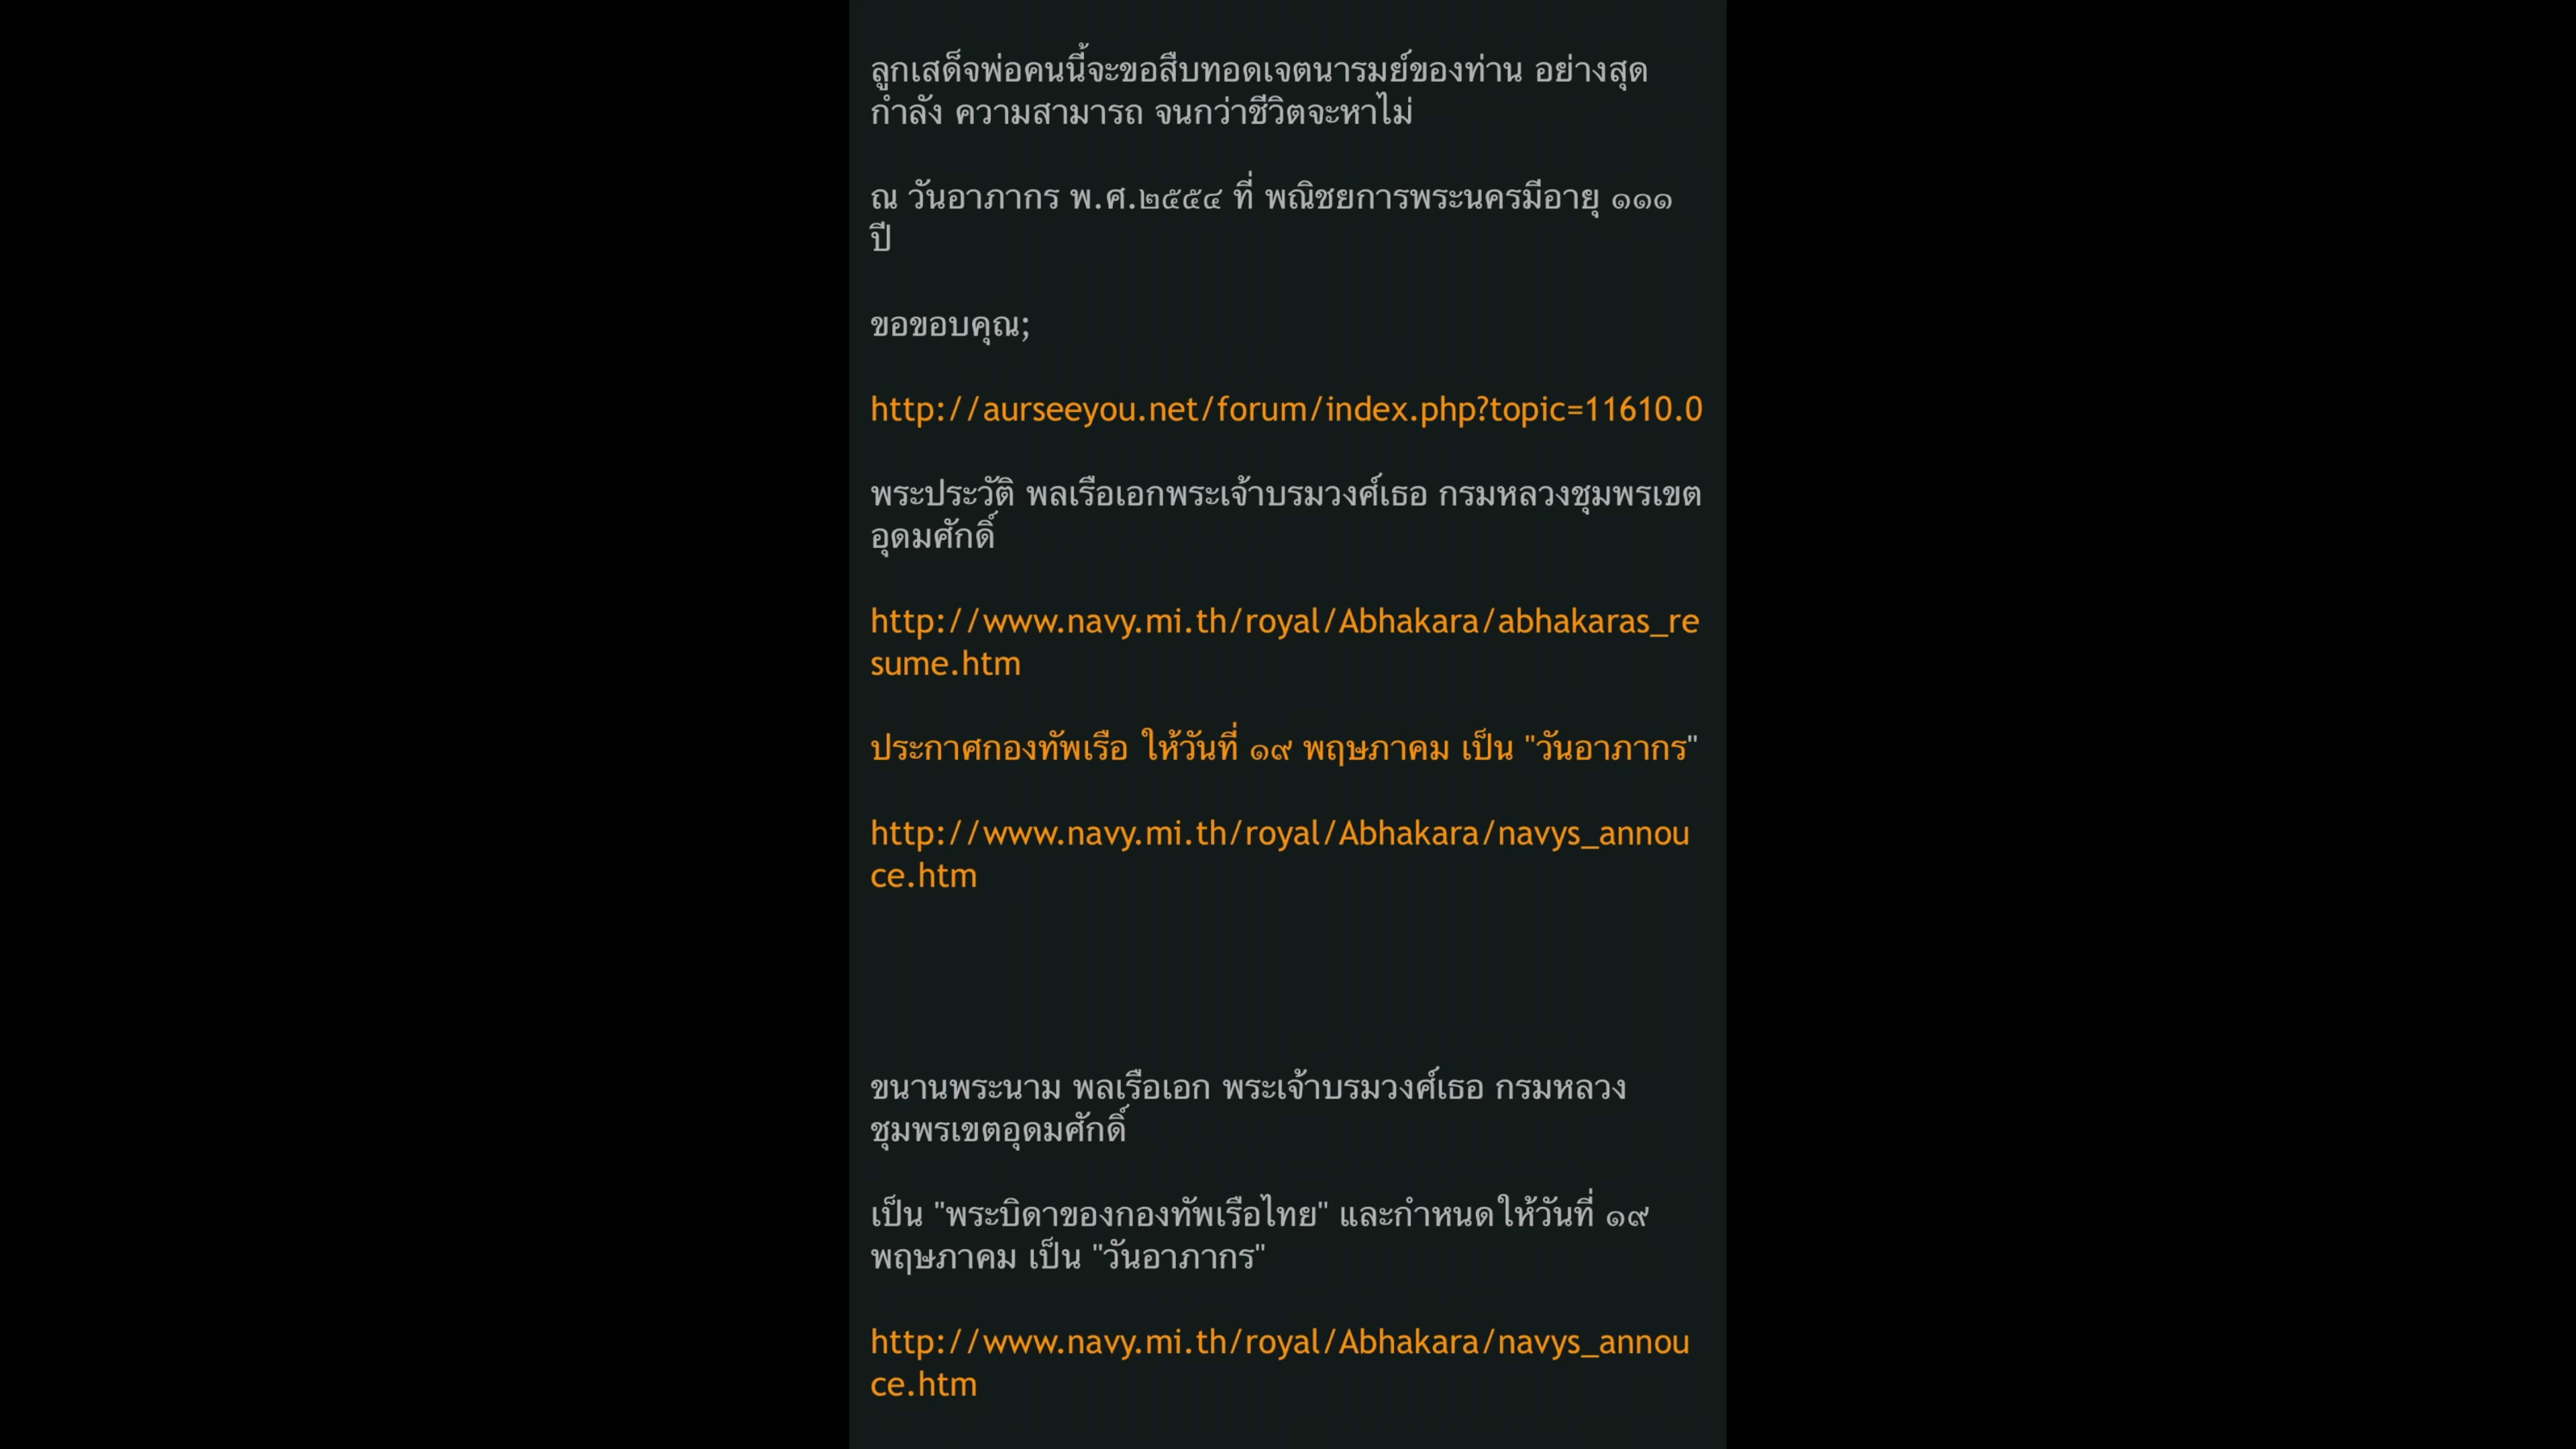 ลูกเสด็จพ่อคนนี้จะขอสืบทอดเจตนารมย์ของท่าน อย่างสุด
กำลัง ความสามารถ จนกว่าชีวิตจะหาไม่
ณ วันอาภากร พ.ศ.๒๕๕๔ ที่ พณิชยการพระนครมีอายุ ๑๑๑
ปี
ขอขอบคุณ;
http://aurseeyou.net/forum/index.php?topic=11610.0
พระประวัติ พลเรือเอกพระเจ้าบรมวงศ์เธอ กรมหลวงชุมพรเขต
อุดมศักดิ์
http://www.navy.mi.th/royal/Abhakara/abhakaras_re
sume.htm
ประกาศกองทัพเรือ ให้วันที่ ๑๙ พฤษภาคม เป็น "วันอาภากร"
http://www.navy.mi.th/royal/Abhakara/navys_annou
ce.htm
ขนานพระนาม พลเรือเอก พระเจ้าบรมวงศ์เธอ กรมหลวง
ชุมพรเขตอุดมศักดิ์
เป็น "พระบิดาของกองทัพเรือไทย" และกำหนดให้วันที่ ๑๙
พฤษภาคม เป็น "วันอาภากร"
http://www.navy.mi.th/royal/Abhakara/navys_annou
ce.htm